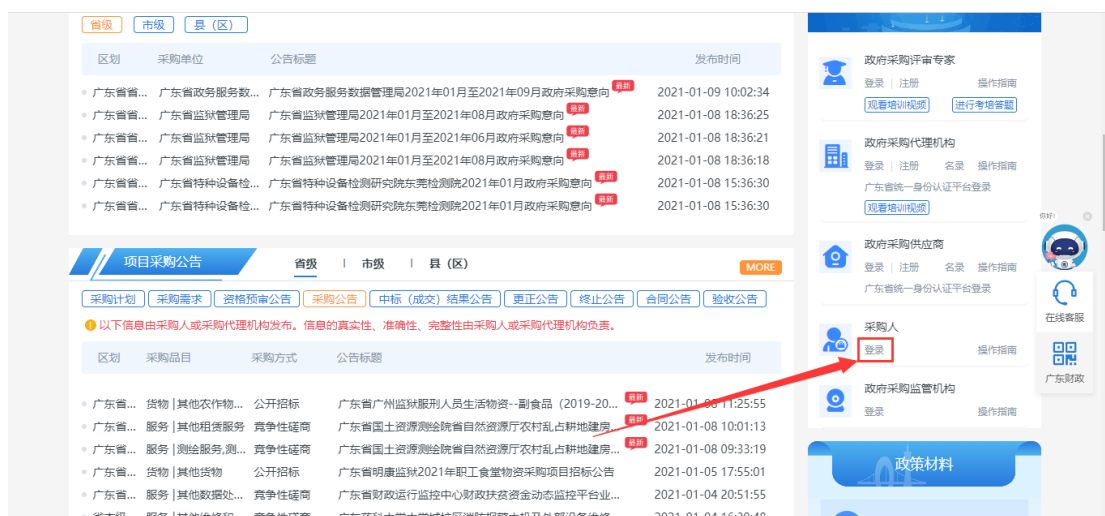 省级 市级 县（区）
区划 采购单位 公告标题 发布时间
广东省省... 广东省政务服务数... 广东省政务服务数据管理局2021年01月至2021年09月政府采购意向 最新 2021-01-09 10:02:34
广东省省... 广东省监狱管理局 广东省监狱管理局2021年01月至2021年08月政府采购意向 最新 2021-01-08 18:36:25
广东省省... 广东省监狱管理局 广东省监狱管理局2021年01月至2021年06月政府采购意向 最新 2021-01-08 18:36:21
广东省省... 广东省监狱管理局 广东省监狱管理局2021年01月至2021年08月政府采购意向 最新 2021-01-08 18:36:18
广东省省... 广东省特种设备检... 广东省特种设备检测研究院东莞检测院2021年01月政府采购意向 最新 2021-01-08 15:36:30
广东省省... 广东省特种设备检... 广东省特种设备检测研究院东莞检测院2021年01月政府采购意向 最新 2021-01-08 15:36:30
项目采购公告 省级 市级 县（区） MORE
采购计划 采购需求 资格预审公告 采购公告 中标（成交）结果公告 更正公告 终止公告 合同公告 验收公告
以下信息由采购人或采购代理机构发布。信息的真实性、准确性、完整性由采购人或采购代理机构负责。
区划 采购品目 采购方式 公告标题 发布时间
广东省... 货物|其他农作物... 公开招标 广东省广州监狱服刑人员生活物资--副食品（2019-20... 最新 2021-01-08 11:25:55
广东省... 服务|其他租赁服务 竞争性磋商 广东省国土资源测绘院省自然资源厅农村乱占耕地建房... 最新 2021-01-08 10:01:13
广东省... 服务|测绘服务,测... 竞争性磋商 广东省国土资源测绘院省自然资源厅农村乱占耕地建房... 最新 2021-01-08 09:33:19
广东省... 货物|其他货物 公开招标 广东省明康监狱2021年职工食堂物资采购项目招标公告 2021-01-05 17:55:01
广东省... 服务|其他数据处... 竞争性磋商 广东省财政运行监控中心财政扶贫资金动态监控平台业... 2021-01-04 20:51:55
政府采购评审专家
登录 | 注册 操作指南
观看培训视频 进行考培答题
政府采购代理机构
登录 | 注册 名录 操作指南
广东省统一身份认证平台登录
观看培训视频
政府采购供应商
登录 | 注册 名录 操作指南
广东省统一身份认证平台登录
采购人
登录 操作指南
政府采购监管机构
登录 操作指南
政策材料
你好!
在线客服
广东财政